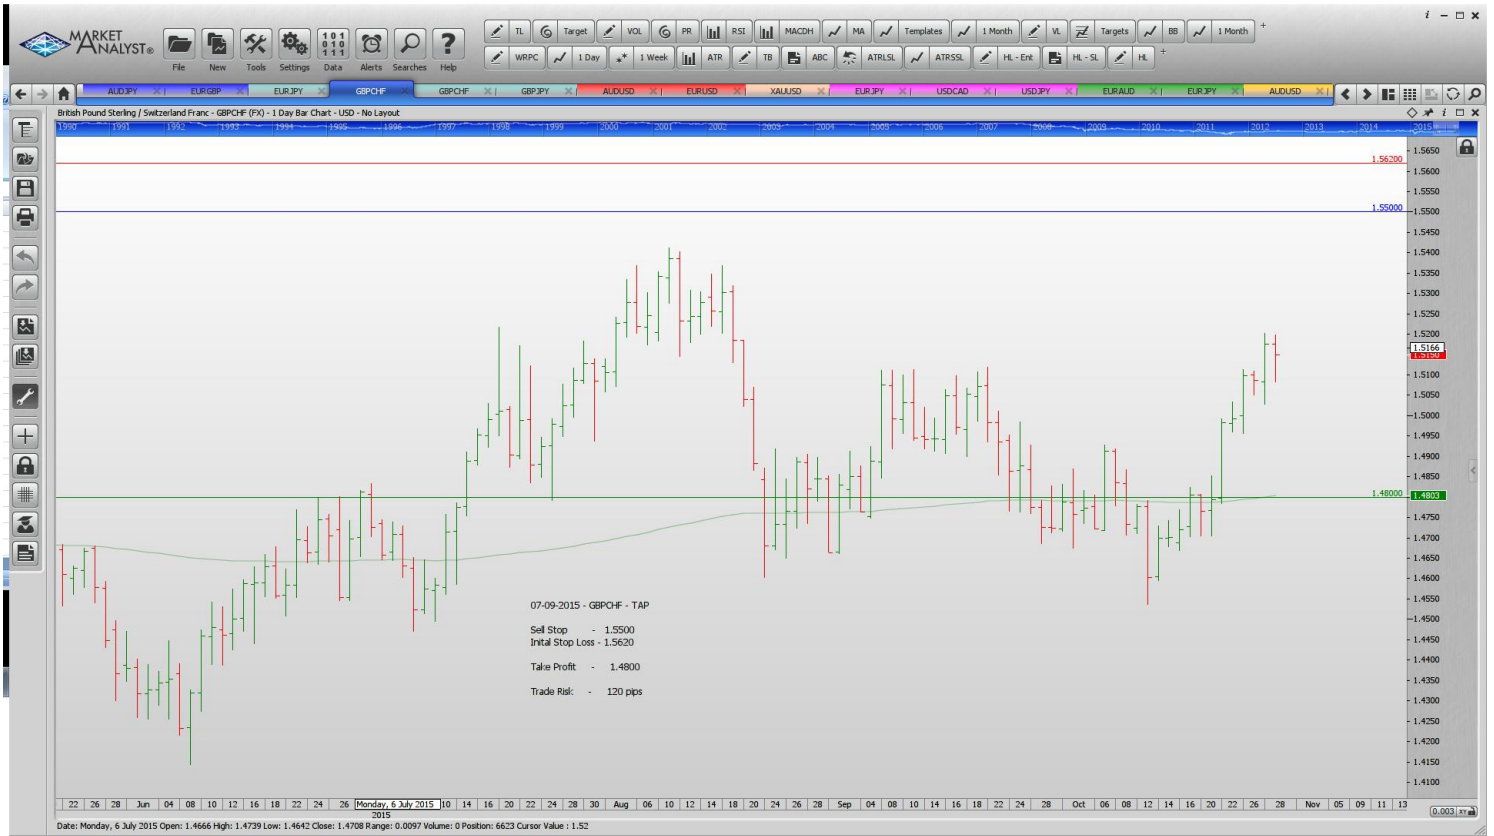 MARKET ANALYST®
File New Tools Settings Data Alerts Searches Help
TL Target VOL PR RSI MACDH MA Templates 1 Month VL Targets BB 1 Month +
WRPC 1 Day 1 Week ATR TB ABC ATRLSL ATRSSL HL - Ent HL - SL HL +
AUDJPY EURGBP EURJPY GBPCHF GBPCHF GBPJPY AUDUSD EURUSD XAUUSD EURJPY USDCAD USDJPY EURAUD EURJPY AUDUSD
British Pound Sterling / Switzerland Franc - GBPCHF (FX) - 1 Day Bar Chart - USD - No Layout
1990 1991 1992 1993 1994 1995 1996 1997 1998 1999 2000 2001 2002 2003 2004 2005 2006 2007 2008 2009 2010 2011 2012 2013 2014 2015
1.5650
1.56200
1.5600
1.5550
1.55000
1.5500
1.5450
1.5400
1.5350
1.5300
1.5250
1.5200
1.5166
1.5150
1.5100
1.5050
1.5000
1.4950
1.4900
1.4850
1.48000
1.4803
1.4750
1.4700
1.4650
1.4600
1.4550
1.4500
1.4450
1.4400
1.4350
1.4300
1.4250
1.4200
1.4150
1.4100
07-09-2015 - GBPCHF - TAP
Sell Stop - 1.5500
Inital Stop Loss - 1.5620
Take Profit - 1.4800
Trade Risk - 120 pips
22 26 28 Jun 04 08 10 12 16 18 22 24 26 Monday, 6 July 2015 10 14 16 20 22 24 28 30 Aug 06 10 12 14 18 20 24 26 28 Sep 04 08 10 14 16 18 22 24 28 Oct 06 08 12 14 16 20 22 24 26 28 Nov 05 09 11 13
2015
0.003 XY
Date: Monday, 6 July 2015 Open: 1.4666 High: 1.4739 Low: 1.4642 Close: 1.4708 Range: 0.0097 Volume: 0 Position: 6623 Cursor Value : 1.52